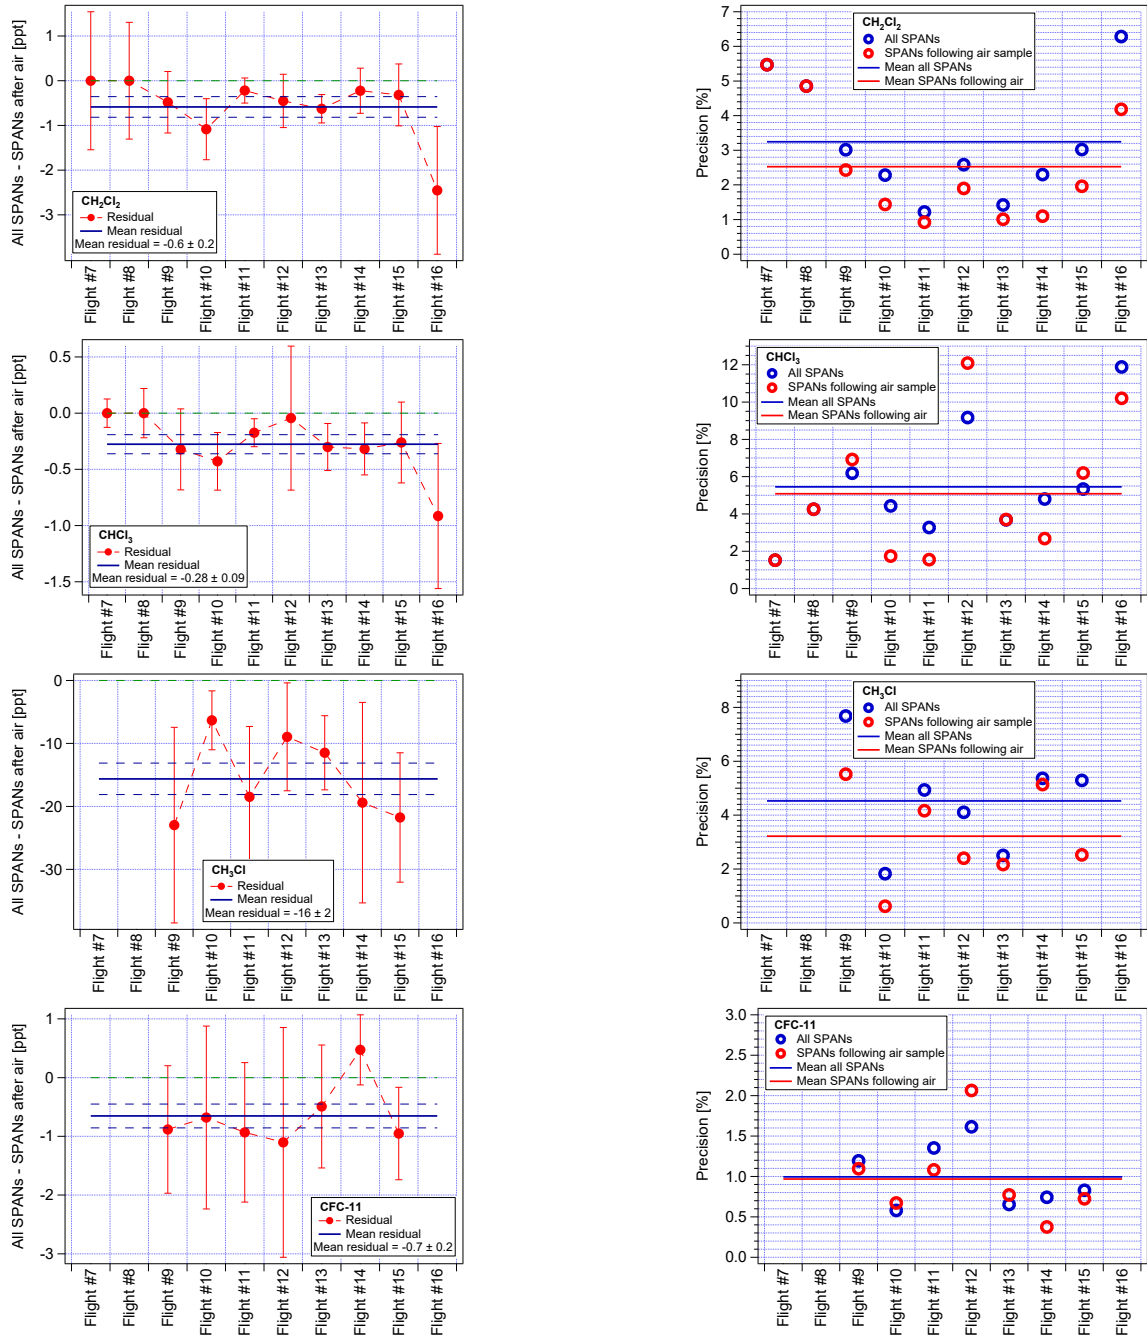 All SPANs - SPANs after air [ppt]
1
0
-1
-2
-3
CH₂Cl₂
Residual
Mean residual
Mean residual = -0.6 ± 0.2
Flight #7
Flight #8
Flight #9
Flight #10
Flight #11
Flight #12
Flight #13
Flight #14
Flight #15
Flight #16
Precision [%]
7
6
5
4
3
2
1
0
CH₂Cl₂
All SPANs
SPANs following air sample
Mean all SPANs
Mean SPANs following air
Flight #7
Flight #8
Flight #9
Flight #10
Flight #11
Flight #12
Flight #13
Flight #14
Flight #15
Flight #16
All SPANs - SPANs after air [ppt]
0.5
0.0
-0.5
-1.0
-1.5
CHCl₃
Residual
Mean residual
Mean residual = -0.28 ± 0.09
Flight #7
Flight #8
Flight #9
Flight #10
Flight #11
Flight #12
Flight #13
Flight #14
Flight #15
Flight #16
Precision [%]
12
10
8
6
4
2
0
CHCl₃
All SPANs
SPANs following air sample
Mean all SPANs
Mean SPANs following air
Flight #7
Flight #8
Flight #9
Flight #10
Flight #11
Flight #12
Flight #13
Flight #14
Flight #15
Flight #16
All SPANs - SPANs after air [ppt]
0
-10
-20
-30
CH₃Cl
Residual
Mean residual
Mean residual = -16 ± 2
Flight #7
Flight #8
Flight #9
Flight #10
Flight #11
Flight #12
Flight #13
Flight #14
Flight #15
Flight #16
Precision [%]
8
6
4
2
0
CH₃Cl
All SPANs
SPANs following air sample
Mean all SPANs
Mean SPANs following air
Flight #7
Flight #8
Flight #9
Flight #10
Flight #11
Flight #12
Flight #13
Flight #14
Flight #15
Flight #16
All SPANs - SPANs after air [ppt]
1
0
-1
-2
-3
CFC-11
Residual
Mean residual
Mean residual = -0.7 ± 0.2
Flight #7
Flight #8
Flight #9
Flight #10
Flight #11
Flight #12
Flight #13
Flight #14
Flight #15
Flight #16
Precision [%]
3.0
2.5
2.0
1.5
1.0
0.5
0.0
CFC-11
All SPANs
SPANs following air sample
Mean all SPANs
Mean SPANs following air
Flight #7
Flight #8
Flight #9
Flight #10
Flight #11
Flight #12
Flight #13
Flight #14
Flight #15
Flight #16